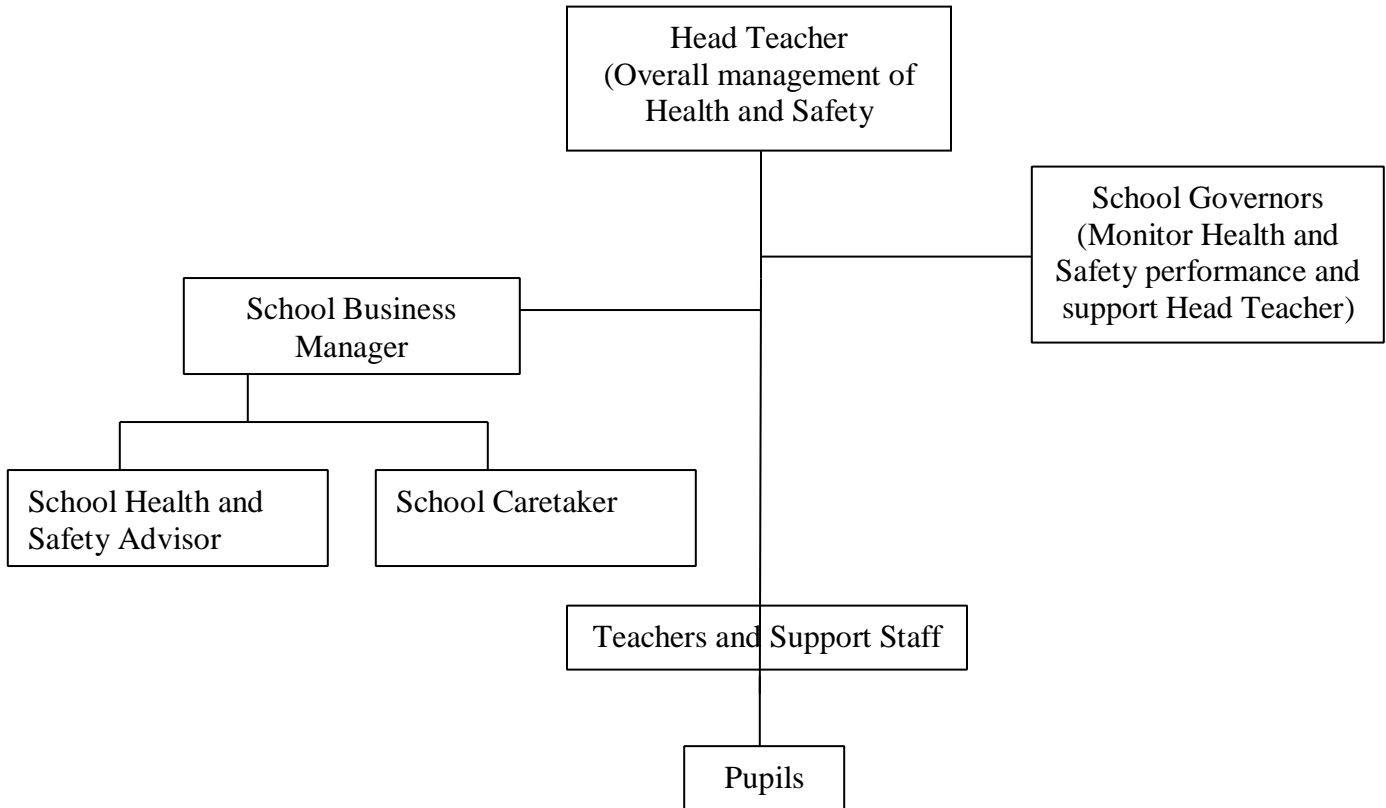 Head Teacher
(Overall management of
Health and Safety
School Governors
(Monitor Health and
Safety performance and
support Head Teacher)
School Business
Manager
School Health and
Safety Advisor
School Caretaker
Teachers and Support Staff
Pupils